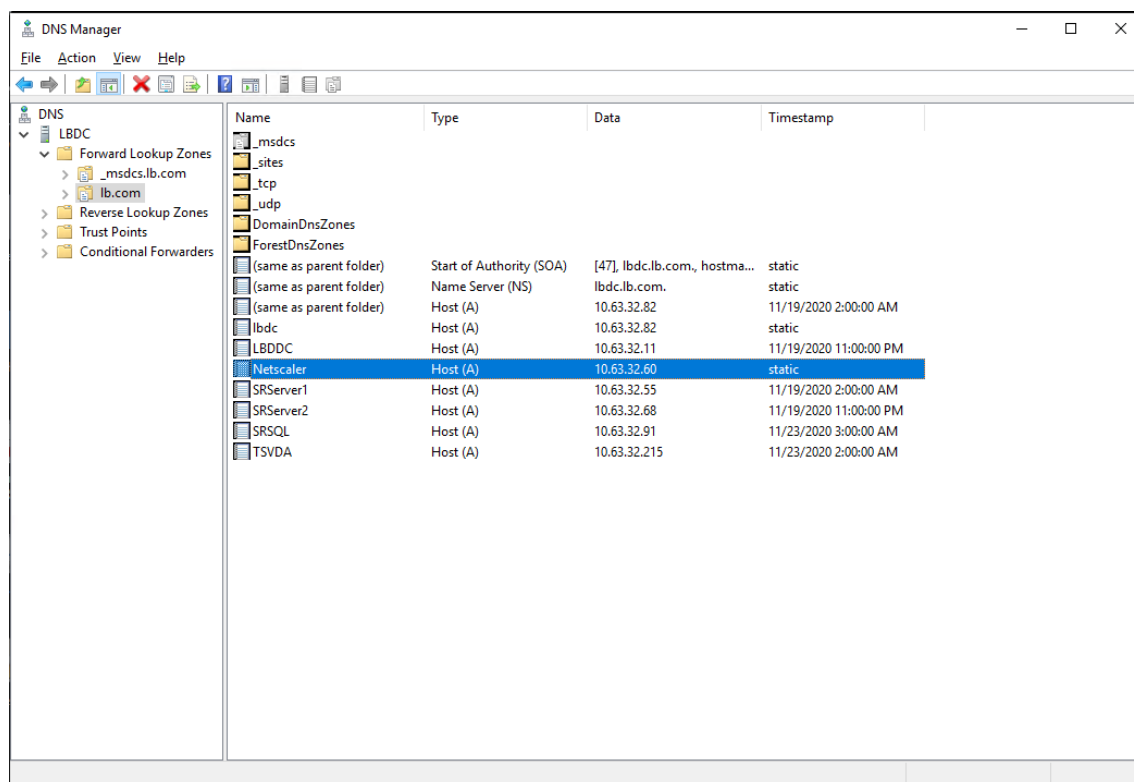 DNS Manager
File Action View Help
DNS
LBDC
Forward Lookup Zones
_msdcs.lb.com
lb.com
Reverse Lookup Zones
Trust Points
Conditional Forwarders
Name Type Data Timestamp
_msdcs
_sites
_tcp
_udp
DomainDnsZones
ForestDnsZones
(same as parent folder) Start of Authority (SOA) [47], lbdc.lb.com., hostma... static
(same as parent folder) Name Server (NS) lbdc.lb.com. static
(same as parent folder) Host (A) 10.63.32.82 11/19/2020 2:00:00 AM
lbdc Host (A) 10.63.32.82 static
LBDDC Host (A) 10.63.32.11 11/19/2020 11:00:00 PM
Netscaler Host (A) 10.63.32.60 static
SRServer1 Host (A) 10.63.32.55 11/19/2020 2:00:00 AM
SRServer2 Host (A) 10.63.32.68 11/19/2020 11:00:00 PM
SRSQL Host (A) 10.63.32.91 11/23/2020 3:00:00 AM
TSVDA Host (A) 10.63.32.215 11/23/2020 2:00:00 AM